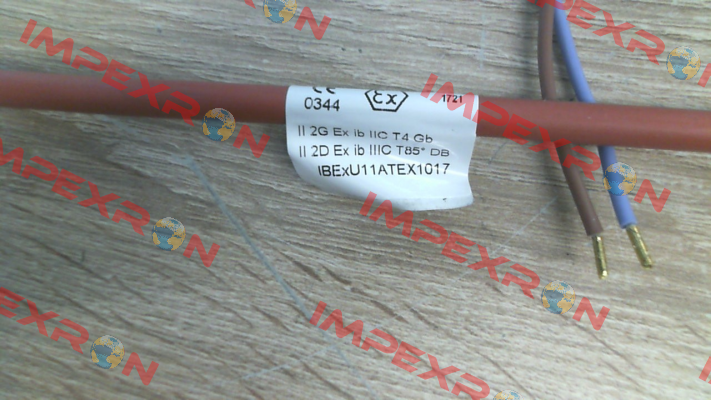 CE
0344 Ex 1721
II 2G Ex ib IIC T4 Gb
II 2D Ex ib IIIC T85° DB
IBExU11ATEX1017
IMPEXRON
IMPEXRON
IMPEXRON
IMPEXRON
IMPEXRON
IMPEXRON
IMPEXRON